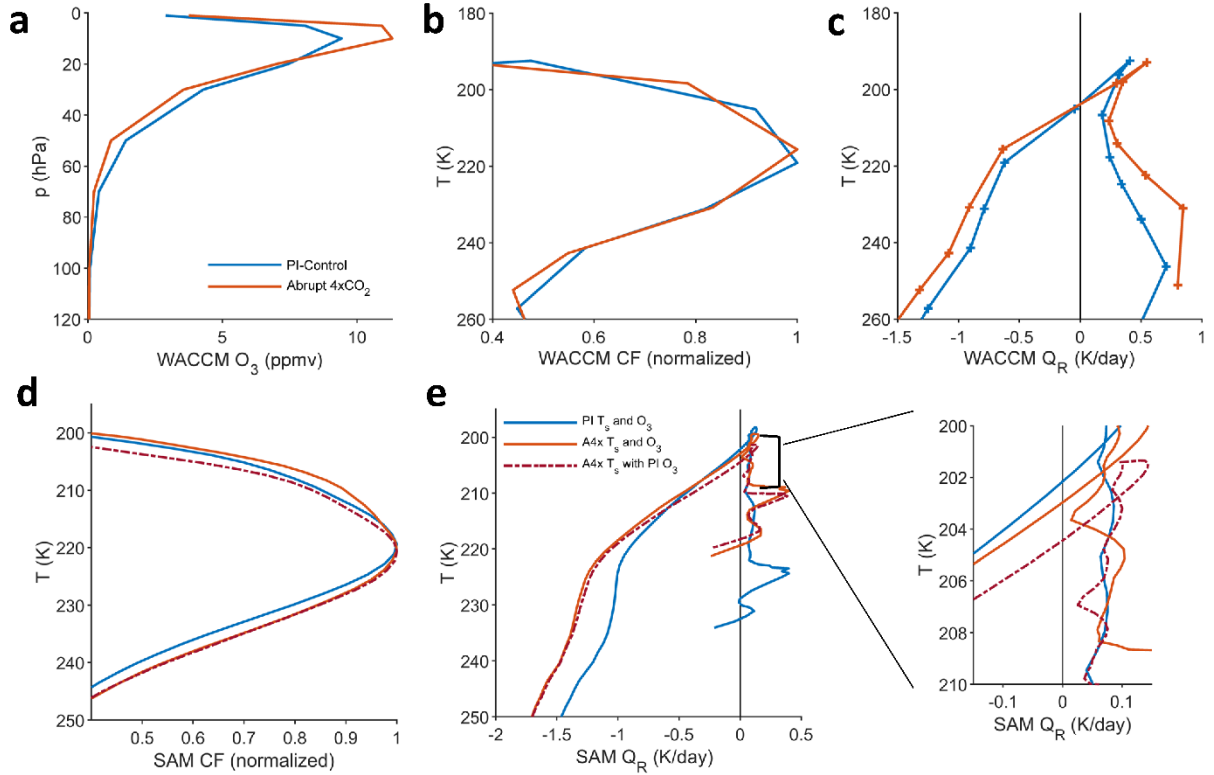 a
0
20
40
60
80
100
120
p (hPa)
0
5
10
WACCM O3 (ppmv)
PI-Control
Abrupt 4xCO2
b
180
200
220
240
260
T (K)
0.4
0.6
0.8
1
WACCM CF (normalized)
c
180
190
200
220
240
260
T (K)
-1.5
-1
-0.5
0
0.5
1
WACCM QR (K/day)
d
200
210
220
230
240
250
T (K)
0.5
0.6
0.7
0.8
0.9
1
SAM CF (normalized)
e
PI Ts and O3
A4x Ts and O3
A4x Ts with PI O3
200
210
220
230
240
250
T (K)
-2
-1.5
-1
-0.5
0
0.5
SAM QR (K/day)
200
202
204
206
208
210
T (K)
-0.1
0
0.1
SAM QR (K/day)